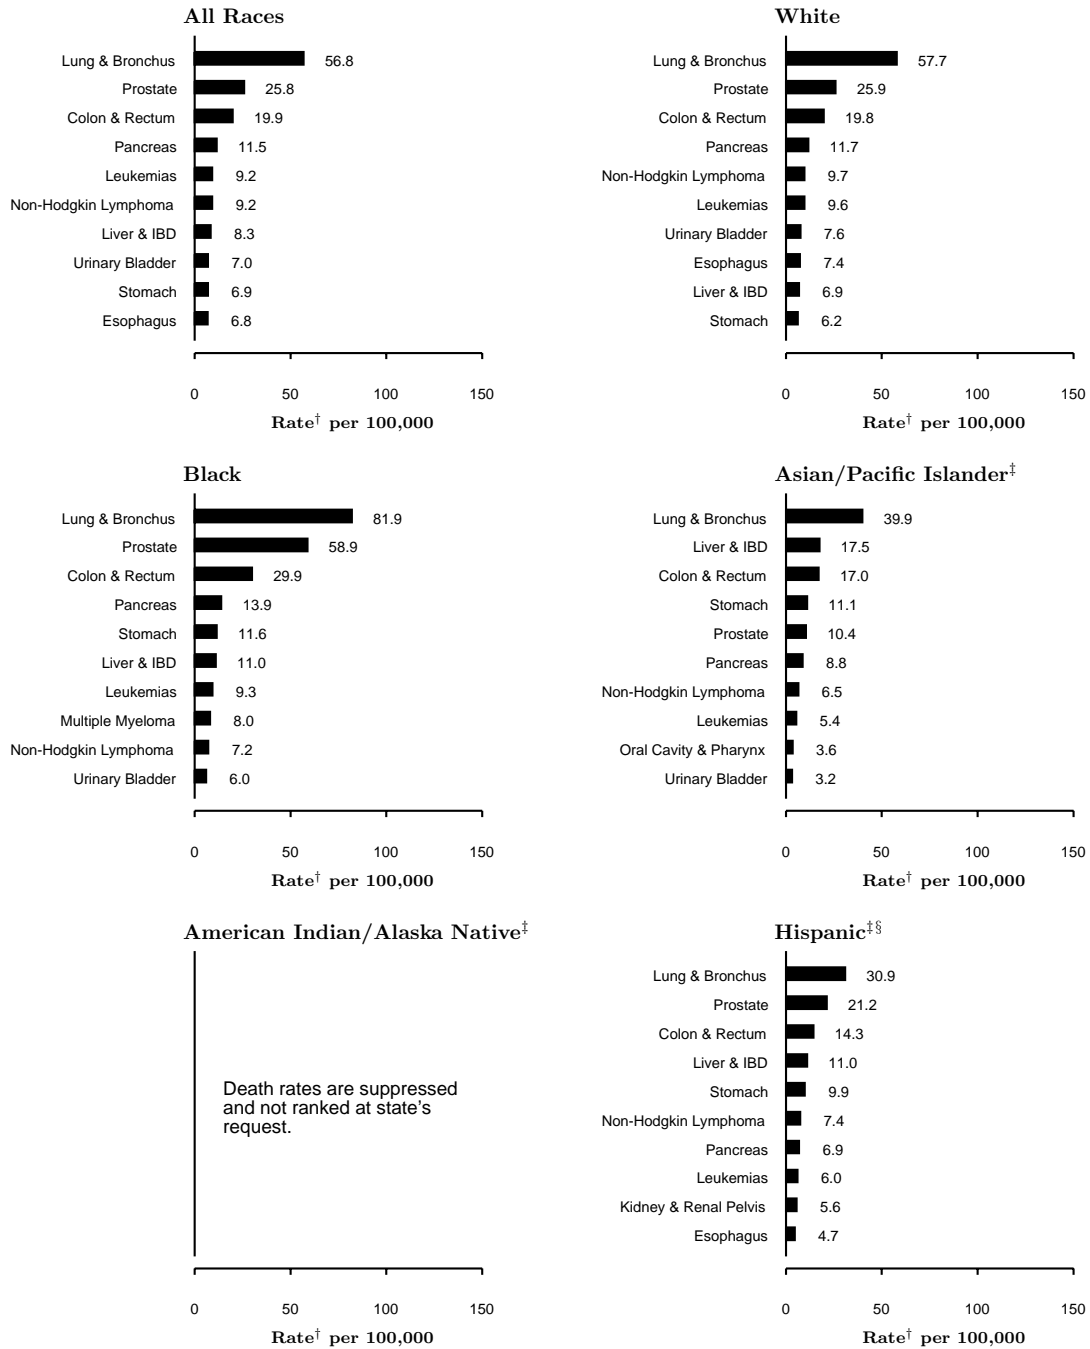 All Races
Lung & Bronchus 56.8
Prostate 25.8
Colon & Rectum 19.9
Pancreas 11.5
Leukemias 9.2
Non-Hodgkin Lymphoma 9.2
Liver & IBD 8.3
Urinary Bladder 7.0
Stomach 6.9
Esophagus 6.8
0 50 100 150
Rate† per 100,000
White
Lung & Bronchus 57.7
Prostate 25.9
Colon & Rectum 19.8
Pancreas 11.7
Non-Hodgkin Lymphoma 9.7
Leukemias 9.6
Urinary Bladder 7.6
Esophagus 7.4
Liver & IBD 6.9
Stomach 6.2
0 50 100 150
Rate† per 100,000
Black
Lung & Bronchus 81.9
Prostate 58.9
Colon & Rectum 29.9
Pancreas 13.9
Stomach 11.6
Liver & IBD 11.0
Leukemias 9.3
Multiple Myeloma 8.0
Non-Hodgkin Lymphoma 7.2
Urinary Bladder 6.0
0 50 100 150
Rate† per 100,000
Asian/Pacific Islander‡
Lung & Bronchus 39.9
Liver & IBD 17.5
Colon & Rectum 17.0
Stomach 11.1
Prostate 10.4
Pancreas 8.8
Non-Hodgkin Lymphoma 6.5
Leukemias 5.4
Oral Cavity & Pharynx 3.6
Urinary Bladder 3.2
0 50 100 150
Rate† per 100,000
American Indian/Alaska Native‡
Death rates are suppressed
and not ranked at state's
request.
0 50 100 150
Rate† per 100,000
Hispanic‡§
Lung & Bronchus 30.9
Prostate 21.2
Colon & Rectum 14.3
Liver & IBD 11.0
Stomach 9.9
Non-Hodgkin Lymphoma 7.4
Pancreas 6.9
Leukemias 6.0
Kidney & Renal Pelvis 5.6
Esophagus 4.7
0 50 100 150
Rate† per 100,000